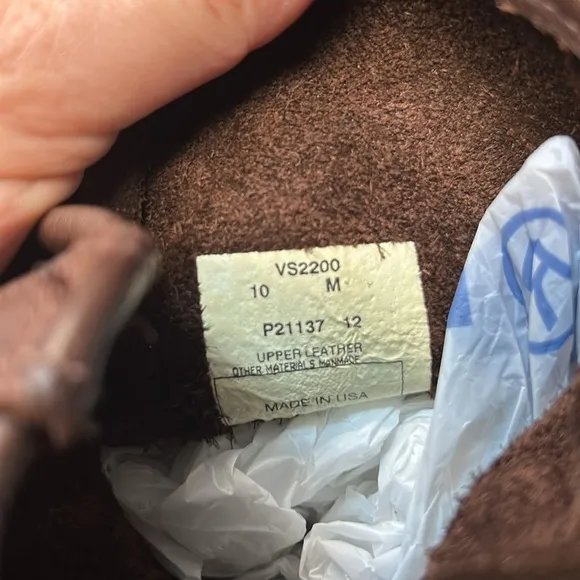 VS2200
10 M
P21137 12
UPPER LEATHER
OTHER MATERIALS MANMADE
MADE IN USA